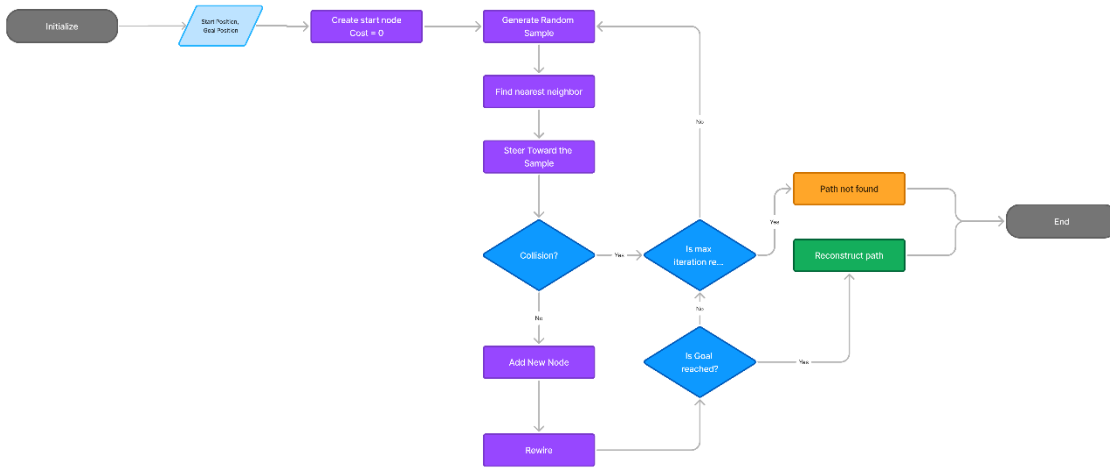 Initialize
Start Position,
Goal Position
Create start node
Cost = 0
Generate Random
Sample
Find nearest neighbor
Steer Toward the
Sample
Collision?
Yes
Is max
iteration re...
No
Yes
Path not found
Reconstruct path
End
No
Add New Node
Rewire
Is Goal
reached?
No
Yes